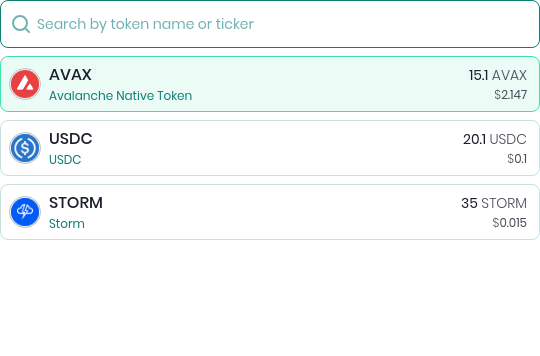 Search by token name or ticker
AVAX
15.1 AVAX
Avalanche Native Token
$2.147
USDC
20.1 USDC
USDC
$0.1
STORM
35 STORM
Storm
$0.015